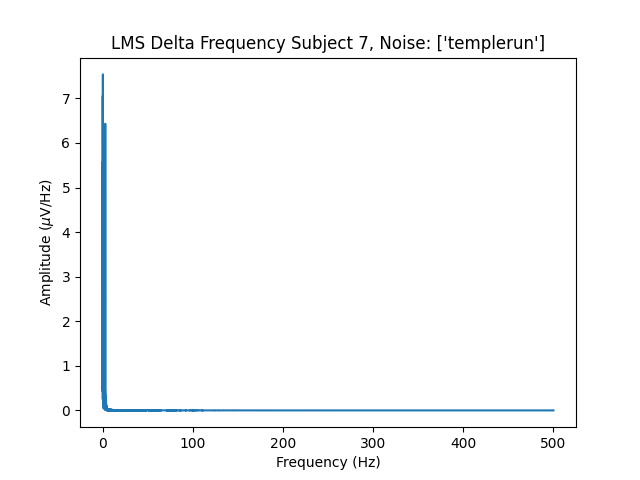 LMS Delta Frequency Subject 7, Noise: ['templerun']
Amplitude (μV/Hz)
7
6
5
4
3
2
1
0
0 100 200 300 400 500
Frequency (Hz)